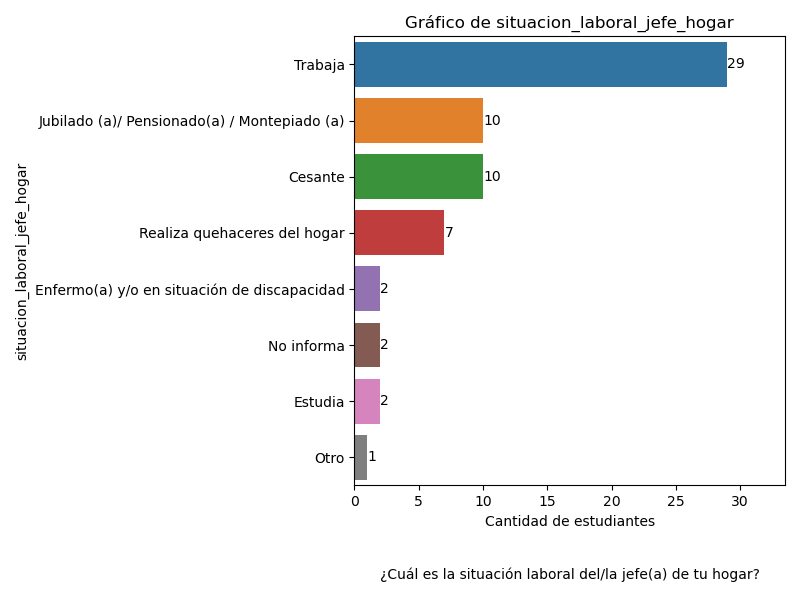 Gráfico de situacion_laboral_jefe_hogar
situacion_laboral_jefe_hogar
Trabaja
29
Jubilado (a)/ Pensionado(a) / Montepiado (a)
10
Cesante
10
Realiza quehaceres del hogar
7
Enfermo(a) y/o en situación de discapacidad
2
No informa
2
Estudia
2
Otro
1
0 5 10 15 20 25 30
Cantidad de estudiantes
¿Cuál es la situación laboral del/la jefe(a) de tu hogar?